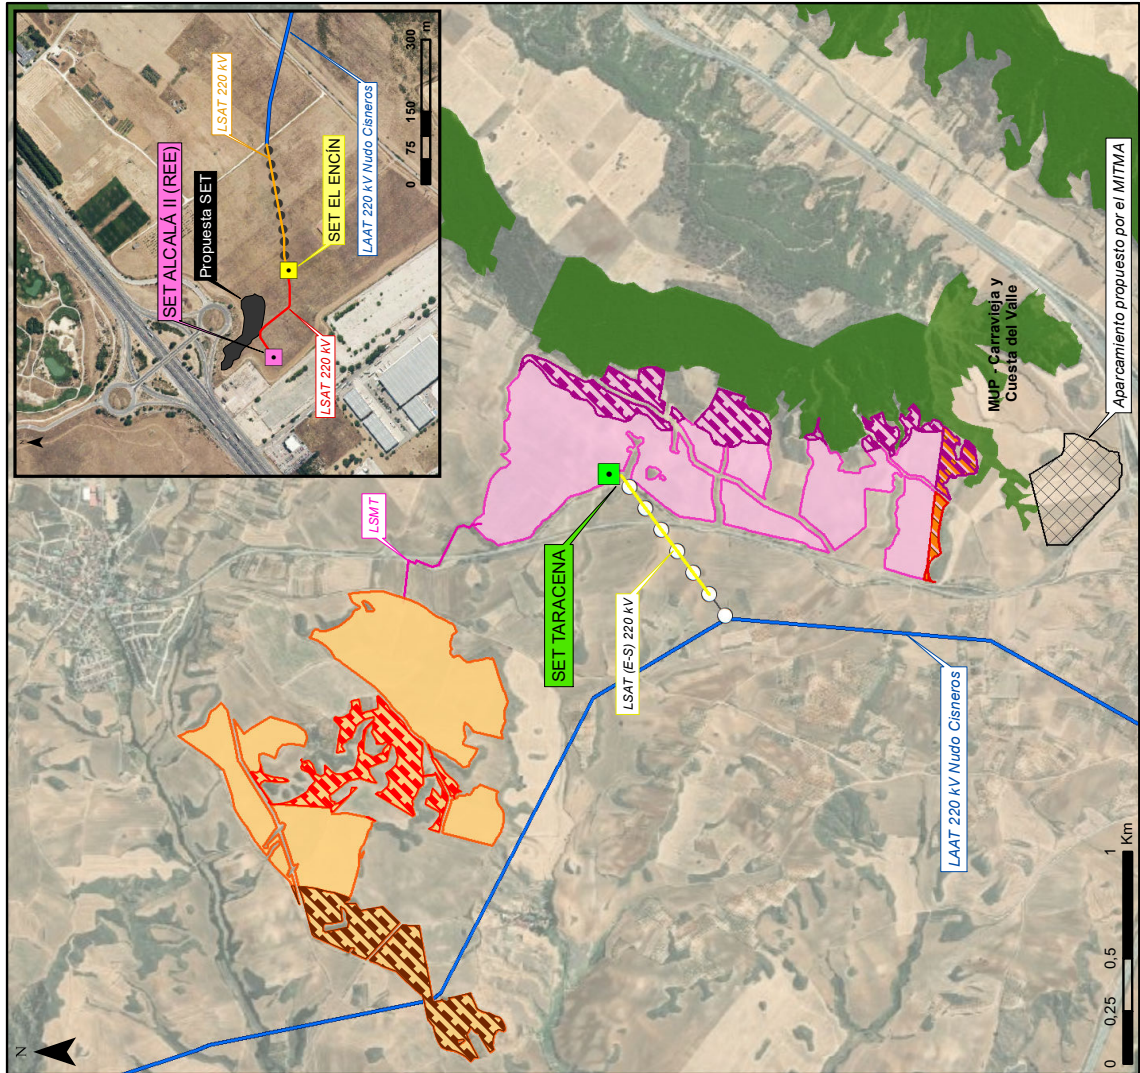 N
SET ALCALÁ II (REE)
Propuesta SET
LSAT 220 kV
SET EL ENCÍN
LSAT 220 kV
LAAT 220 kV Nudo Cisneros
0 75 150 300
m
LSMT
SET TARACENA
LSAT (E-S) 220 kV
LAAT 220 kV Nudo Cisneros
MUP - Carravieja y
Cuesta del Valle
Aparcamiento propuesto por el MITMA
0 0,25 0,5 1
Km